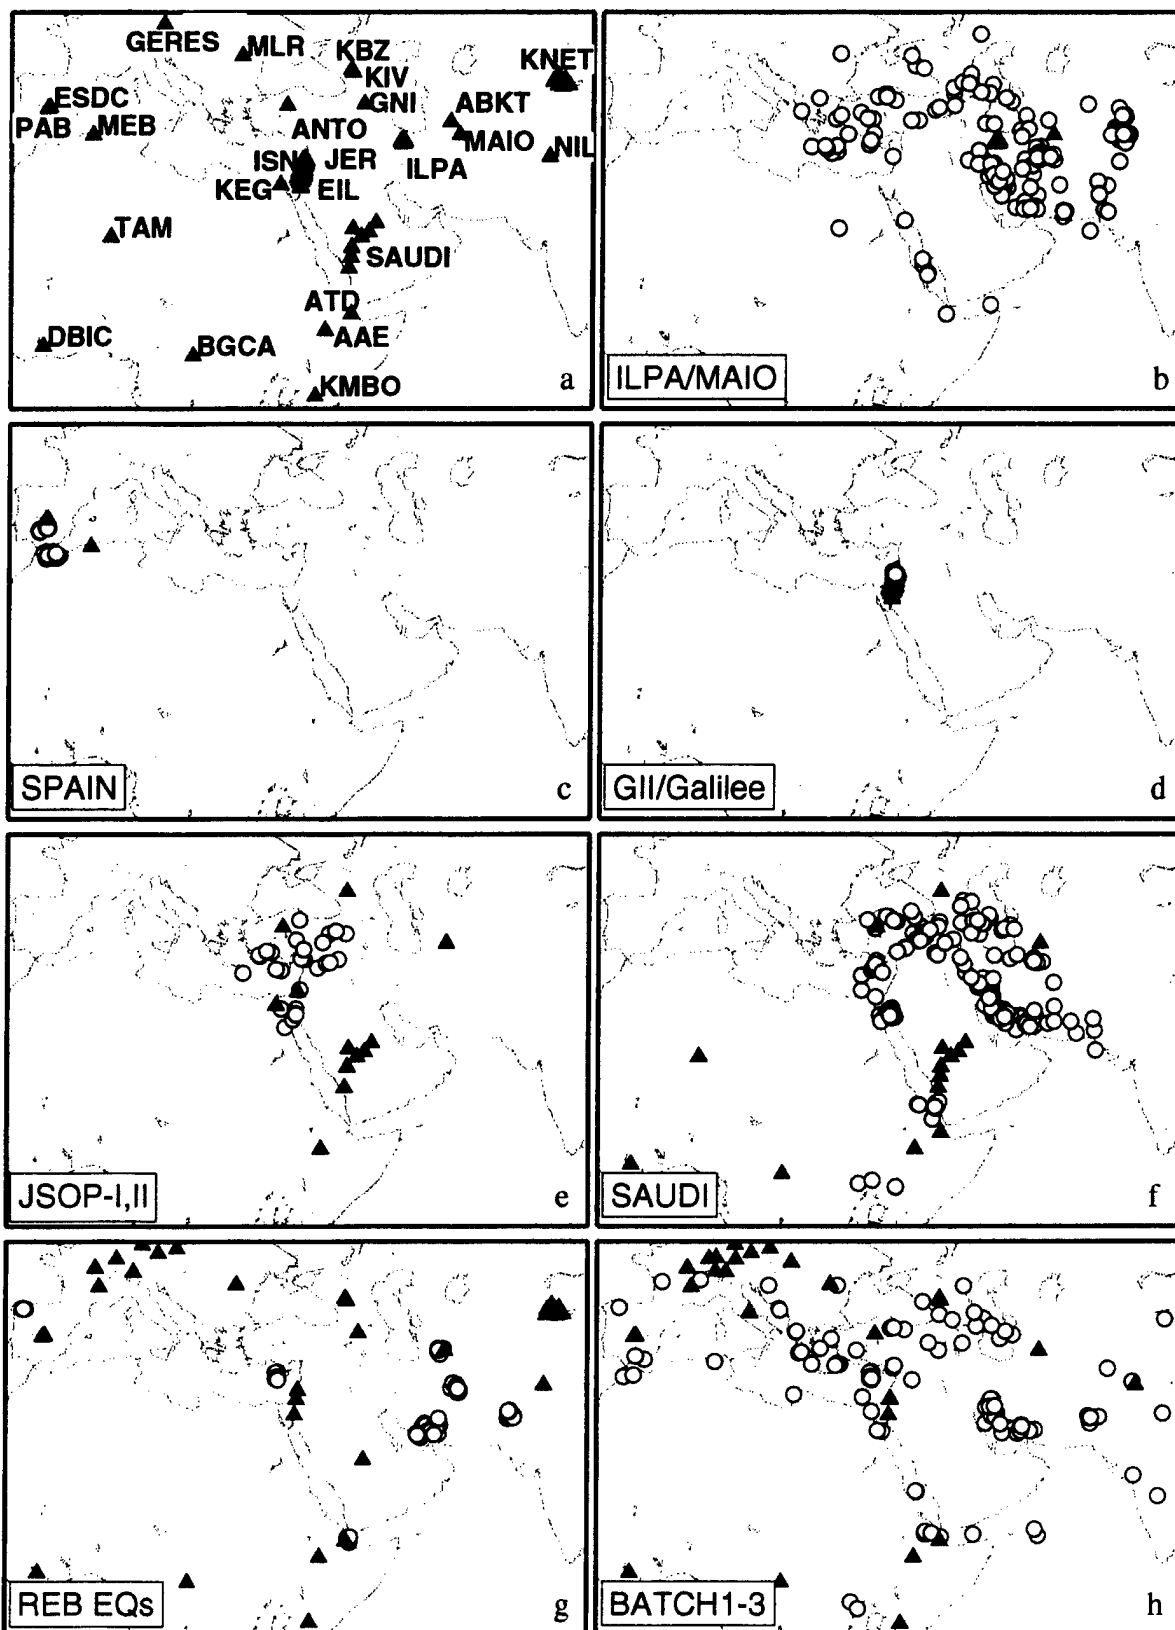 GERES
MLR
KBZ
KNET
KIV
ESDC
GNI
ABKT
PAB
MEB
ANTO
MAIO
ISN
JER
NIL
ILPA
KEG
EIL
TAM
SAUDI
ATD
DBIC
BGCA
AAE
KMBO
a
ILPA/MAIO
b
SPAIN
c
GII/Galilee
d
JSOP-I,II
e
SAUDI
f
REB EQs
g
BATCH1-3
h